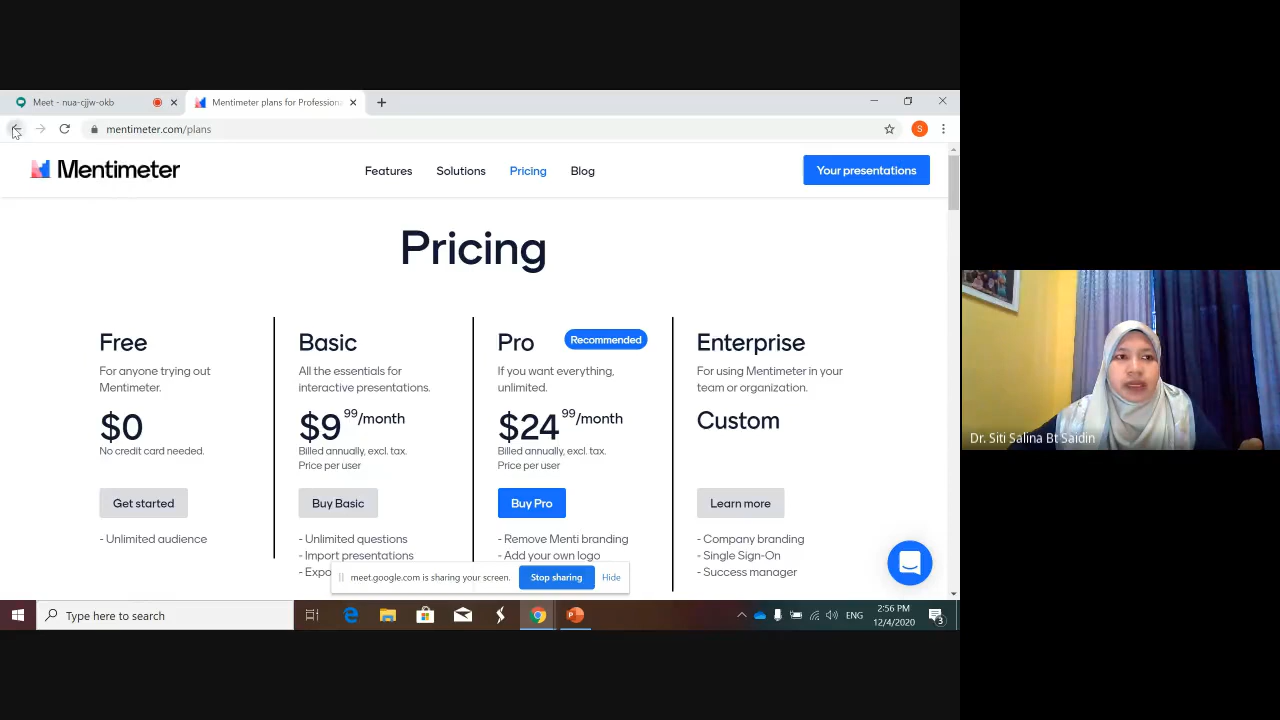 Meet - nua-cjjw-okb
Mentimeter plans for Profession
mentimeter.com/plans
S
Mentimeter
Features
Solutions
Pricing
Blog
Your presentations
Pricing
Free
For anyone trying out
Mentimeter.
$0
No credit card needed.
Get started
- Unlimited audience
Basic
All the essentials for
interactive presentations.
$9 99/month
Billed annually, excl. tax.
Price per user
Buy Basic
- Unlimited questions
- Import presentations
- Expo
Pro
Recommended
If you want everything,
unlimited.
$24 99/month
Billed annually, excl. tax.
Price per user
Buy Pro
- Remove Menti branding
- Add your own logo
Enterprise
For using Mentimeter in your
team or organization.
Custom
Learn more
- Company branding
- Single Sign-On
- Success manager
meet.google.com is sharing your screen.
Stop sharing
Hide
Type here to search
ENG
2:56 PM
12/4/2020
3
Dr. Siti Salina Bt Saidin